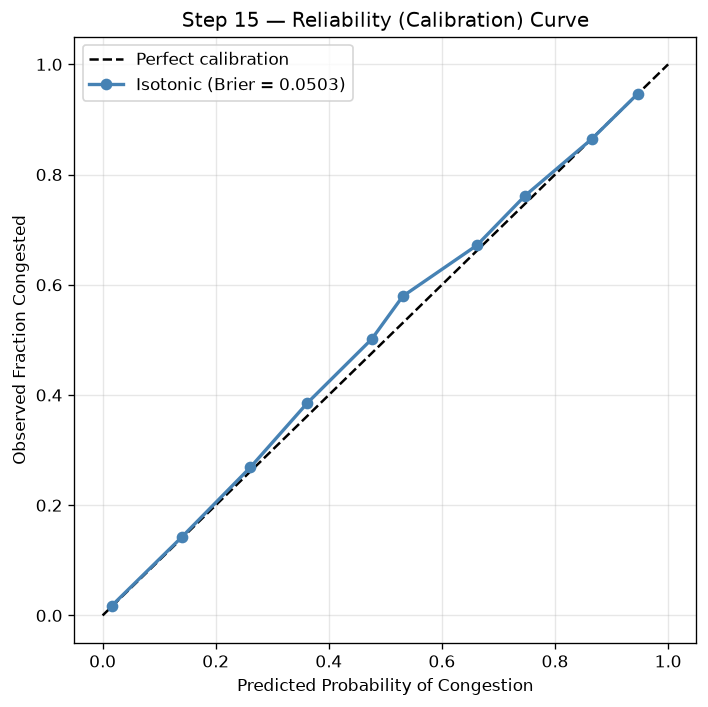 Step 15 — Reliability (Calibration) Curve
Perfect calibration
Isotonic (Brier = 0.0503)
1.0
0.8
0.6
0.4
0.2
0.0
Observed Fraction Congested
0.0 0.2 0.4 0.6 0.8 1.0
Predicted Probability of Congestion